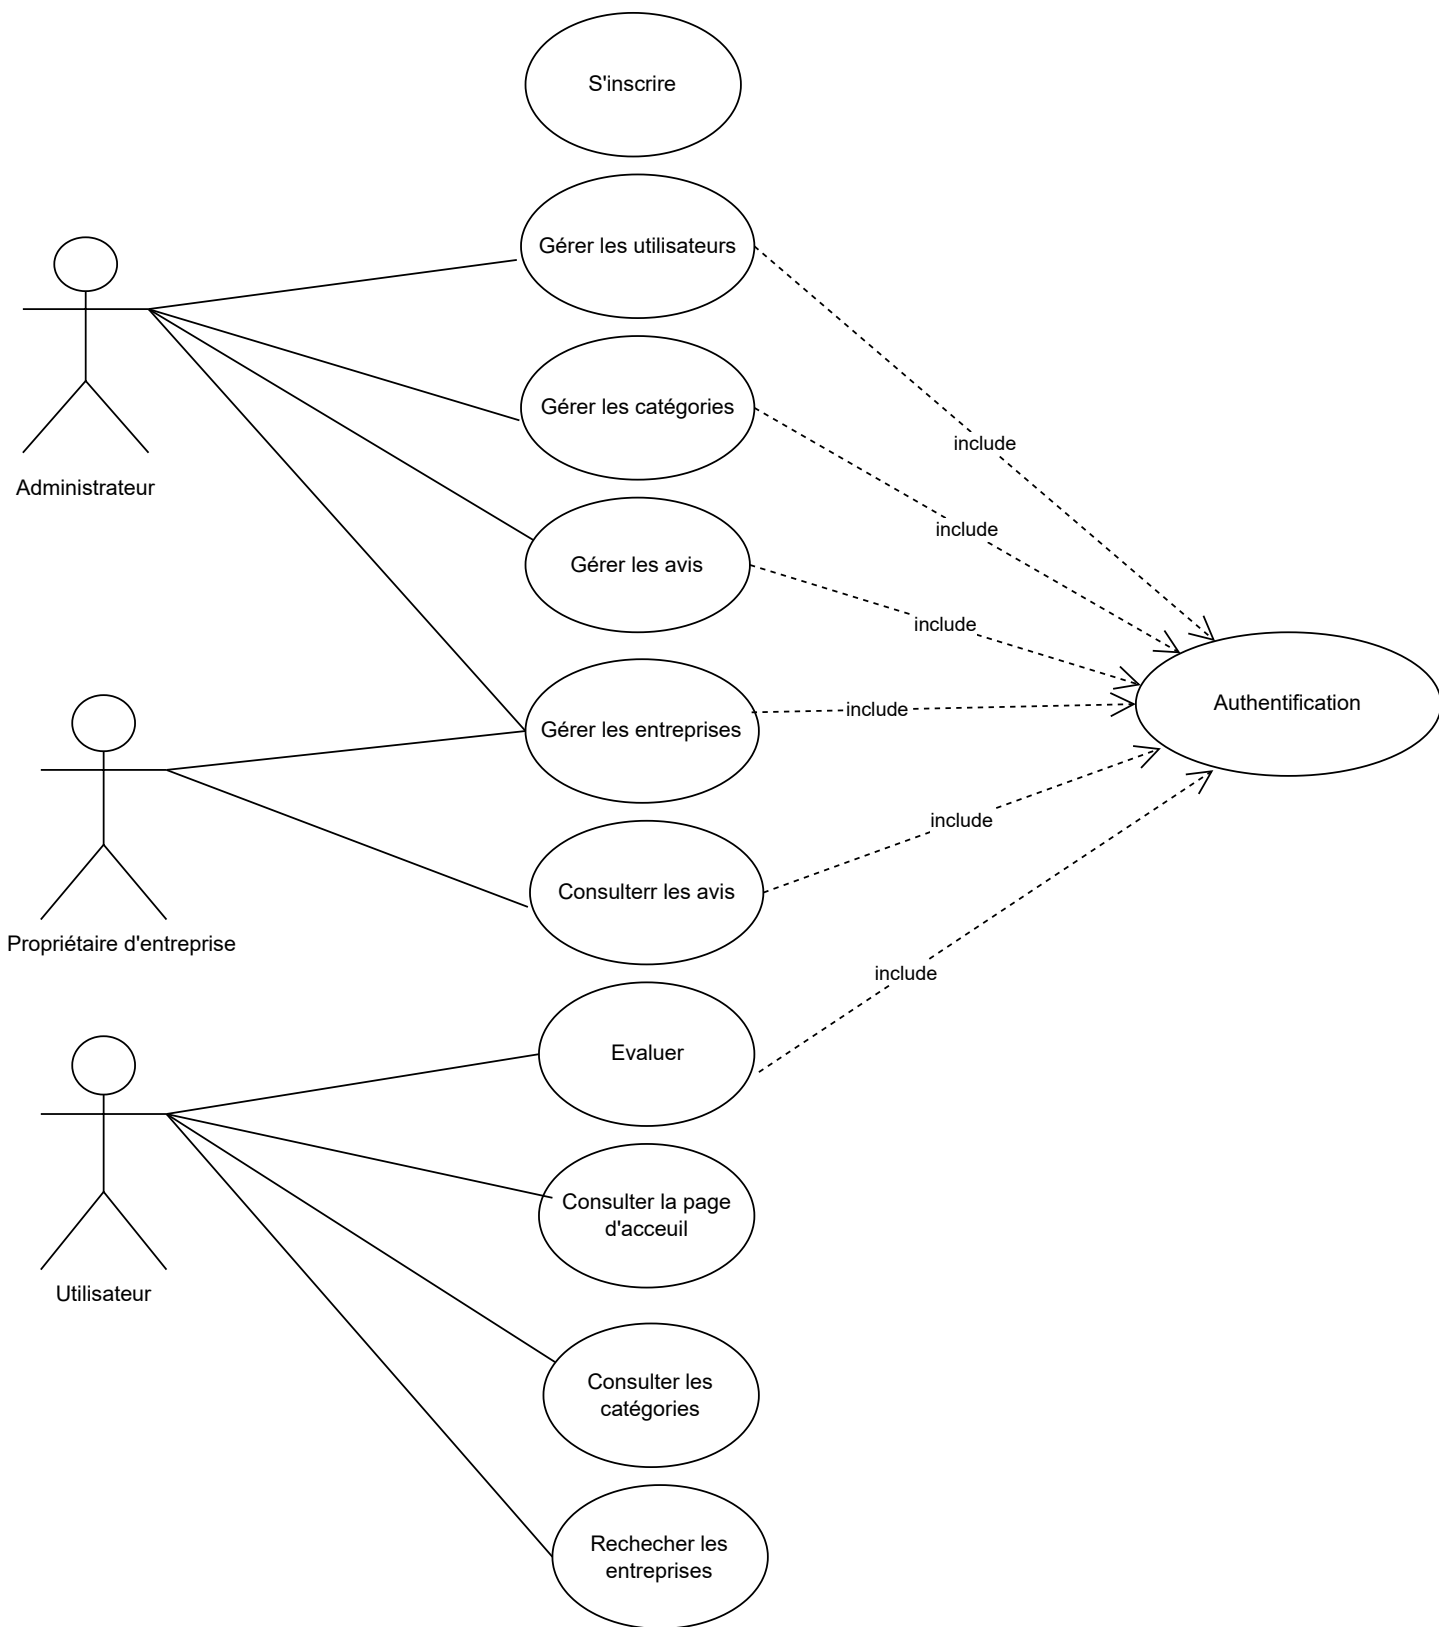 S'inscrire
Gérer les utilisateurs
Gérer les catégories
include
Administrateur
include
Gérer les avis
include
Authentification
include
Gérer les entreprises
include
Consulterr les avis
Propriétaire d'entreprise
include
Evaluer
Consulter la page
d'acceuil
Utilisateur
Consulter les
catégories
Rechecher les
entreprises